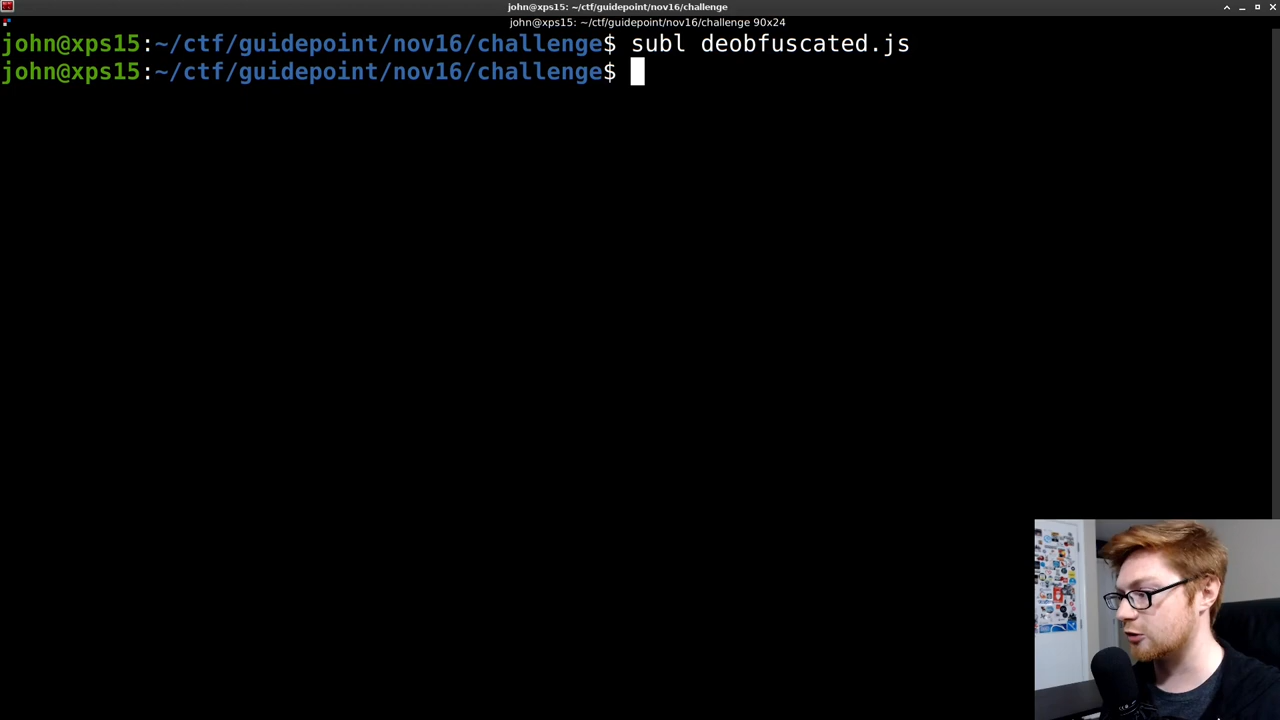 john@xps15: ~/ctf/guidepoint/nov16/challenge
john@xps15: ~/ctf/guidepoint/nov16/challenge 90x24
john@xps15:~/ctf/guidepoint/nov16/challenge$ subl deobfuscated.js
john@xps15:~/ctf/guidepoint/nov16/challenge$